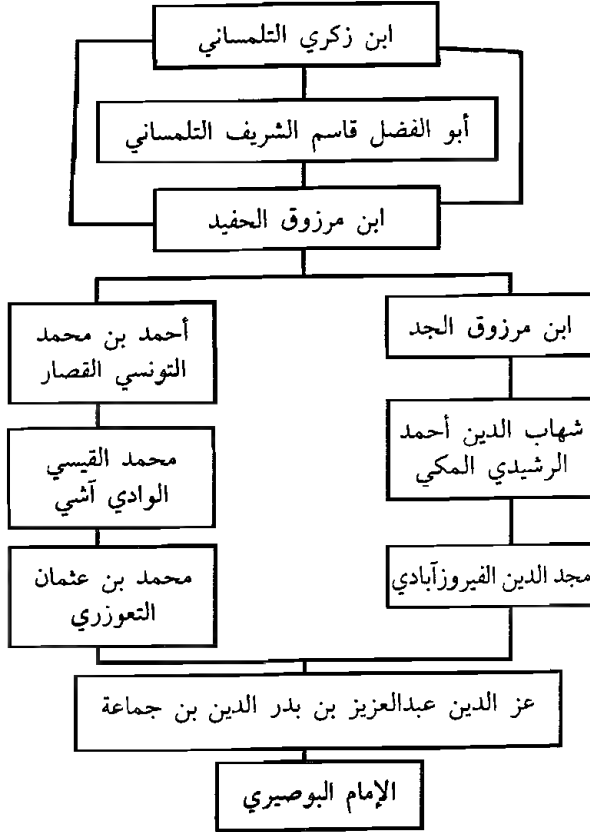 ابن زكري التلمساني
أبو الفضل قاسم الشريف التلمساني
ابن مرزوق الحفيد
ابن مرزوق الجد
أحمد بن محمد
التونسي القصار
شهاب الدين أحمد
الرشيدي المكي
محمد القيسي
الوادي آشي
مجد الدين الفيروزآبادي
محمد بن عثمان
التعوزري
عز الدين عبدالعزيز بن بدر الدين بن جماعة
الإمام البوصيري